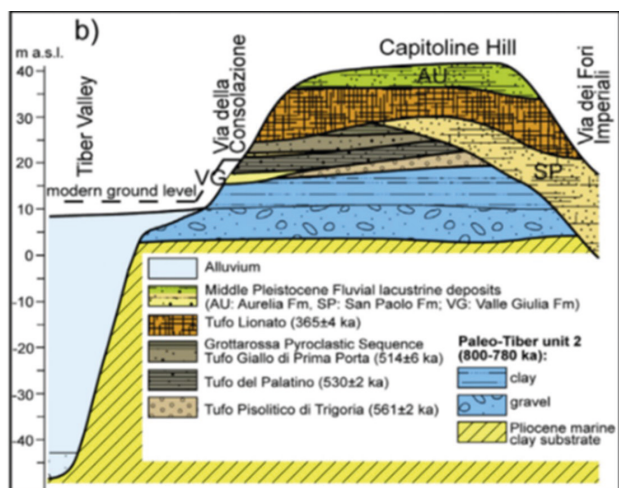 b)
m a.s.l.
Capitoline Hill
40
30
20
10
0
-10
-20
-30
-40
Tiber Valley
Via della
Consolazione
Via dei Fori
Imperiali
AU
VG
SP
modern ground level
Alluvium
Middle Pleistocene Fluvial lacustrine deposits
(AU: Aurelia Fm, SP: San Paolo Fm; VG: Valle Giulia Fm)
Tufo Lionato (365±4 ka)
Grottarossa Pyroclastic Sequence
Tufo Giallo di Prima Porta (514±6 ka)
Tufo del Palatino (530±2 ka)
Tufo Pisolitico di Trigoria (561±2 ka)
Paleo-Tiber unit 2
(800-780 ka):
clay
gravel
Pliocene marine
clay substrate